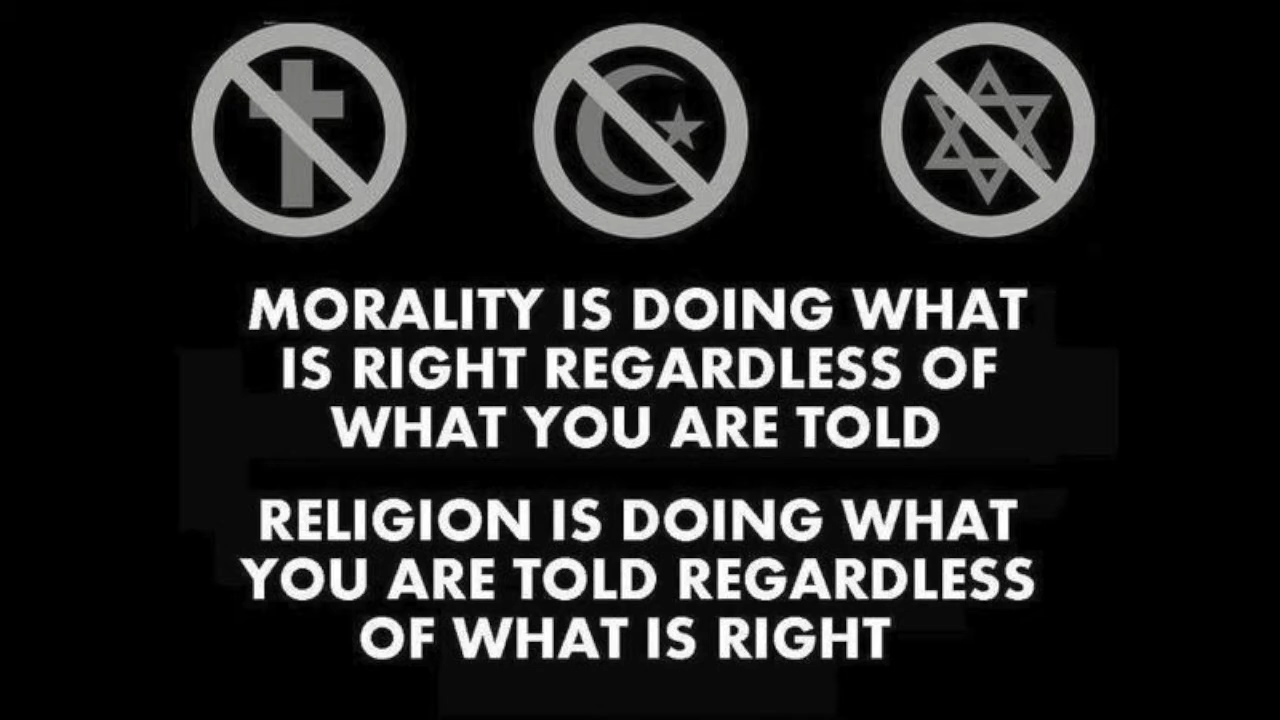 MORALITY IS DOING WHAT
IS RIGHT REGARDLESS OF
WHAT YOU ARE TOLD
RELIGION IS DOING WHAT
YOU ARE TOLD REGARDLESS
OF WHAT IS RIGHT